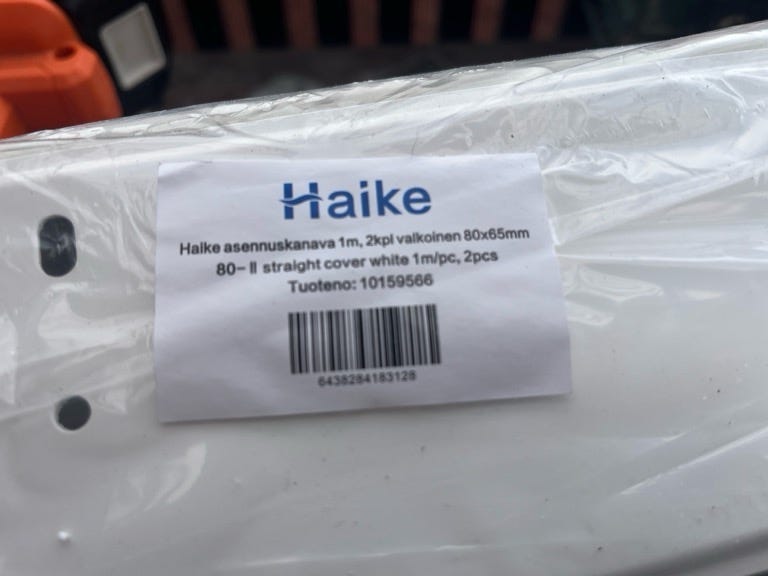 Haike
Haike asennuskanava 1m, 2kpl valkoinen 80x65mm
80-II straight cover white 1m/pc, 2pcs
Tuoteno: 10159566
6438284183128